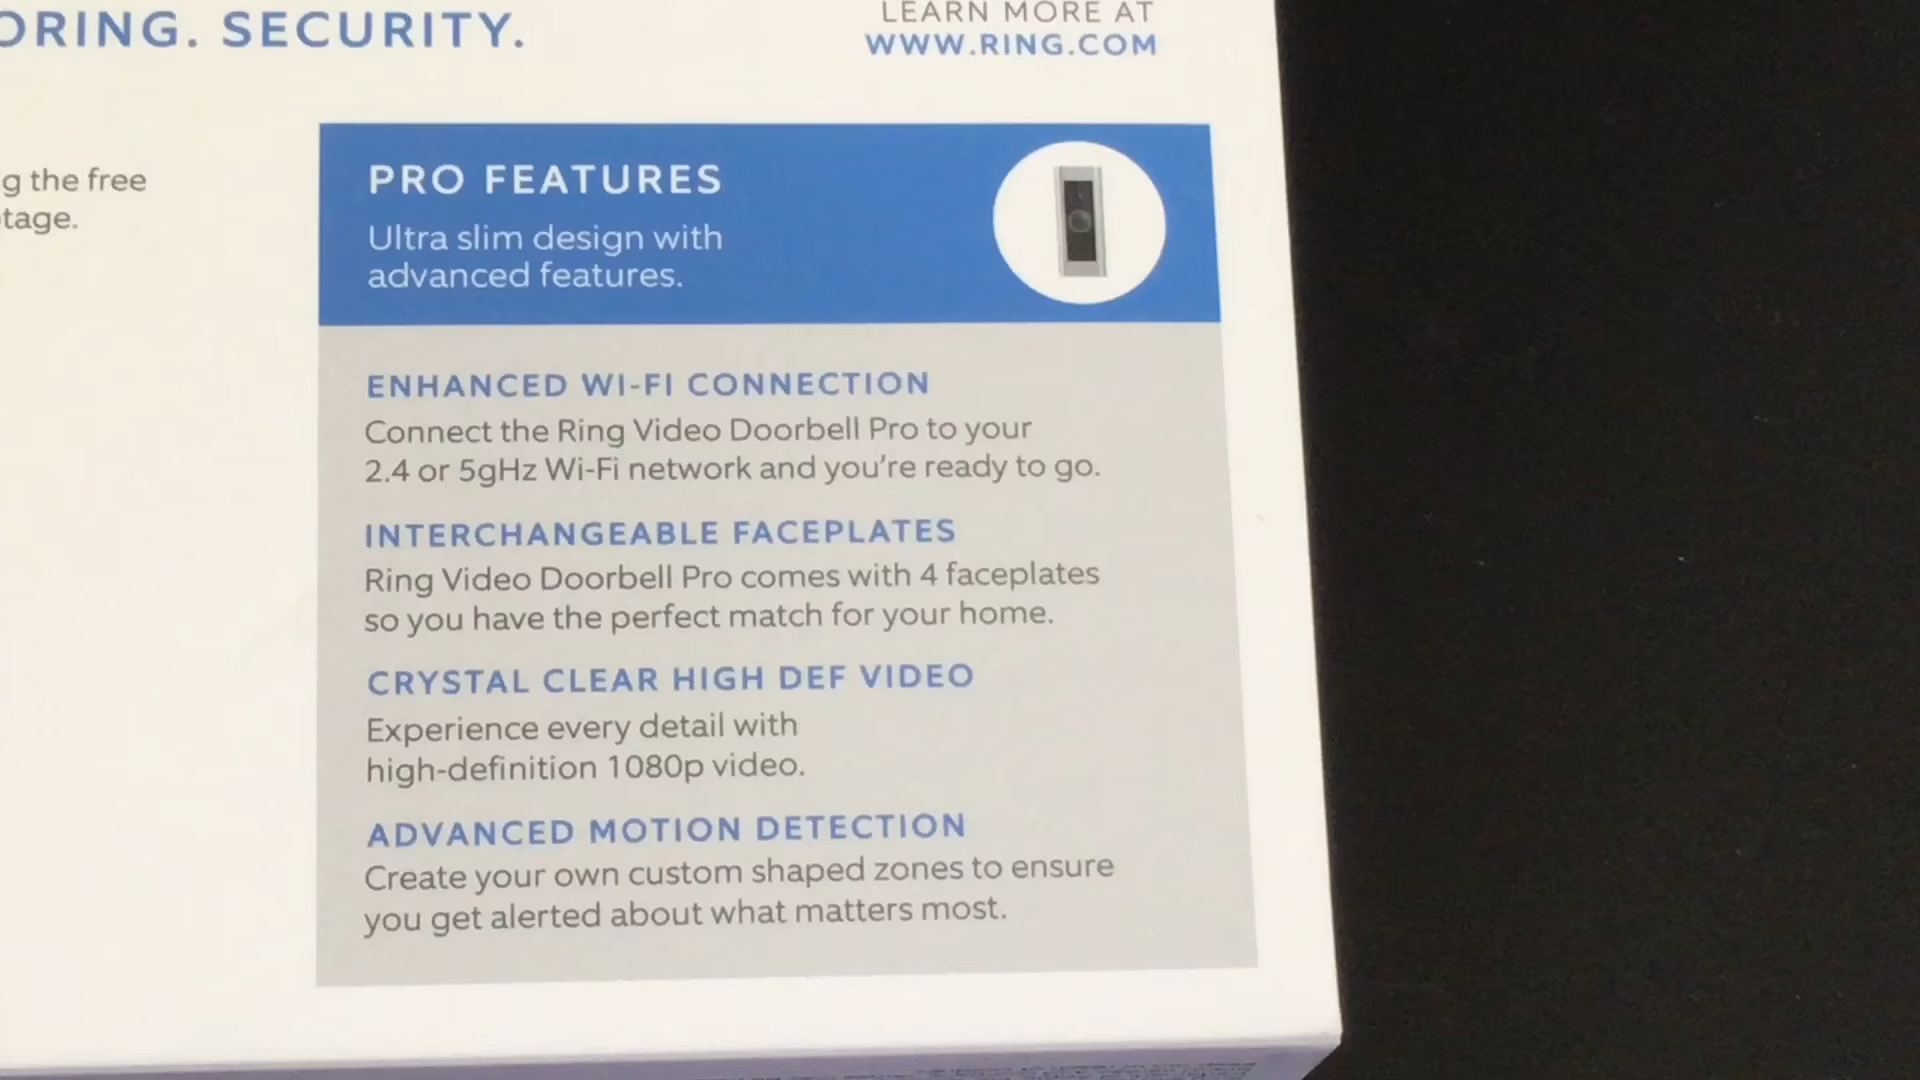 ORING. SECURITY.
LEARN MORE AT
WWW.RING.COM
g the free
tage.
PRO FEATURES
Ultra slim design with
advanced features.
ENHANCED WI-FI CONNECTION
Connect the Ring Video Doorbell Pro to your
2.4 or 5gHz Wi-Fi network and you're ready to go.
INTERCHANGEABLE FACEPLATES
Ring Video Doorbell Pro comes with 4 faceplates
so you have the perfect match for your home.
CRYSTAL CLEAR HIGH DEF VIDEO
Experience every detail with
high-definition 1080p video.
ADVANCED MOTION DETECTION
Create your own custom shaped zones to ensure
you get alerted about what matters most.